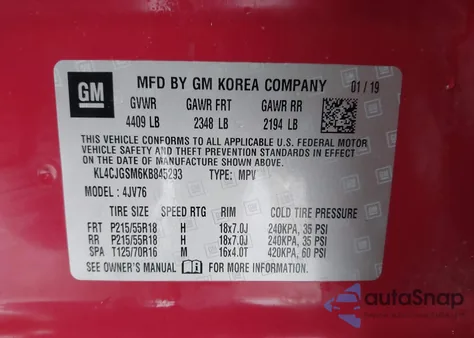 GM
MFD BY GM KOREA COMPANY 01 / 19
GVWR GAWR FRT GAWR RR
4409 LB 2348 LB 2194 LB
THIS VEHICLE CONFORMS TO ALL APPLICABLE U.S. FEDERAL MOTOR
VEHICLE SAFETY AND THEFT PREVENTION STANDARDS IN EFFECT
ON THE DATE OF MANUFACTURE SHOWN ABOVE.
KL4CJGSM6KB845293 TYPE: MPV
MODEL : 4JV76
TIRE SIZE SPEED RTG RIM COLD TIRE PRESSURE
FRT P215/55R18 H 18x7.0J 240KPA, 35 PSI
RR P215/55R18 H 18x7.0J 240KPA, 35 PSI
SPA T125/70R16 M 16x4.0T 420KPA, 60 PSI
SEE OWNER'S MANUAL FOR MORE INFORMATION
autoSnap